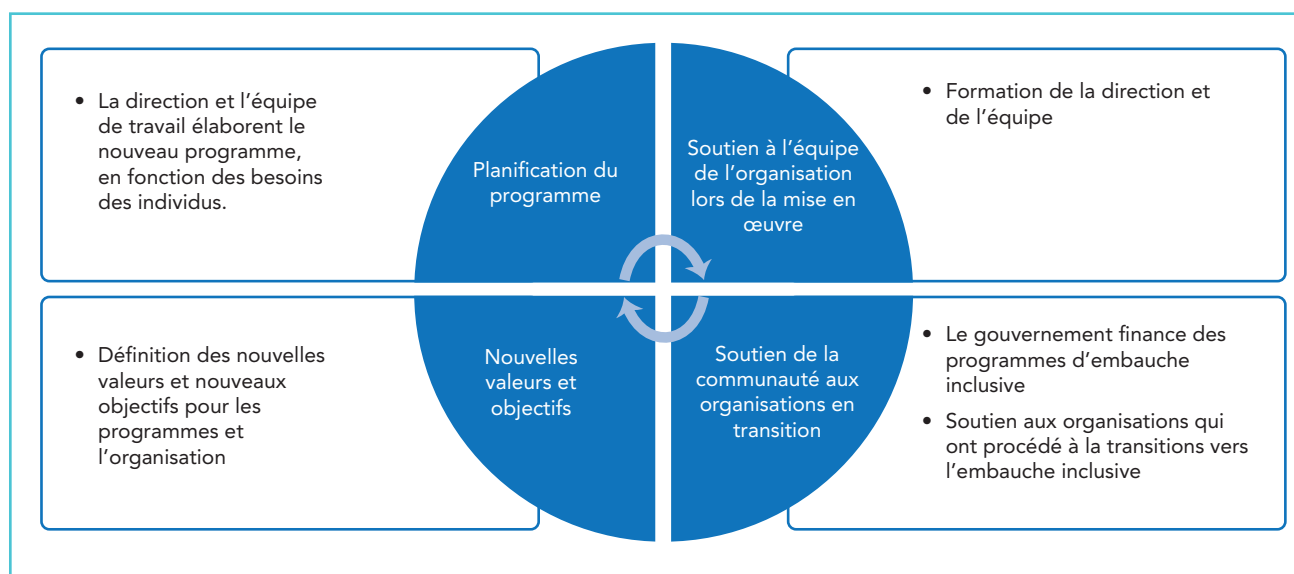 • La direction et l’équipe
de travail élaborent le
nouveau programme,
en fonction des besoins
des individus.
Planification du
programme
Soutien à l’équipe
de l’organisation
lors de la mise en
œuvre
• Formation de la direction et
de l’équipe
• Définition des nouvelles
valeurs et nouveaux
objectifs pour les
programmes et
l’organisation
Nouvelles
valeurs et
objectifs
Soutien de la
communauté aux
organisations en
transition
• Le gouvernement finance des
programmes d’embauche
inclusive
• Soutien aux organisations qui
ont procédé à la transitions vers
l’embauche inclusive